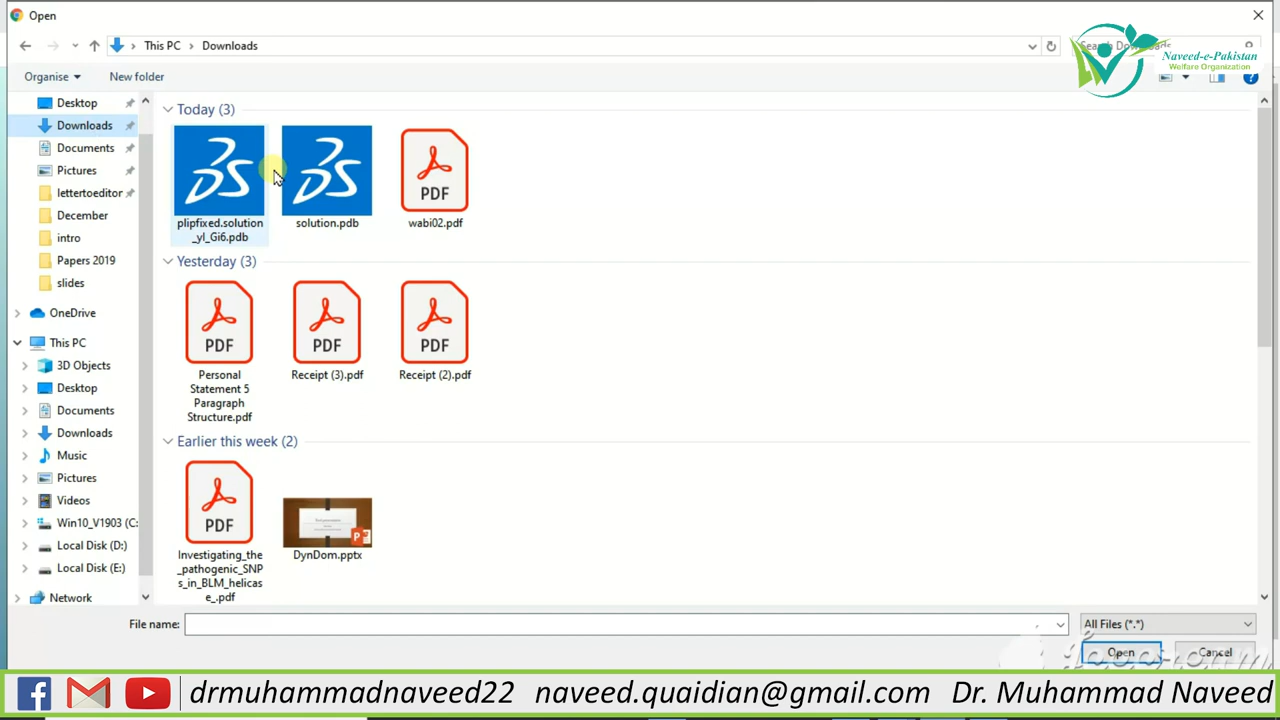 Open
This PC
Downloads
Search Downloads
Naveed-e-Pakistan
Welfare Organization
Organise
New folder
Desktop
Downloads
Documents
Pictures
lettertoeditor
December
intro
Papers 2019
slides
OneDrive
This PC
3D Objects
Desktop
Documents
Downloads
Music
Pictures
Videos
Win10_V1903 (C:
Local Disk (D:)
Local Disk (E:)
Network
Today (3)
plipfixed.solution
_yl_Gi6.pdb
solution.pdb
PDF
wabi02.pdf
Yesterday (3)
PDF
Personal
Statement 5
Paragraph
Structure.pdf
PDF
Receipt (3).pdf
PDF
Receipt (2).pdf
Earlier this week (2)
PDF
Investigating_the
_pathogenic_SNP
s_in_BLM_helicas
e_.pdf
DynDom.pptx
File name:
All Files (*.*)
Open
Cancel
drmuhammadnaveed22 naveed.quaidian@gmail.com Dr. Muhammad Naveed